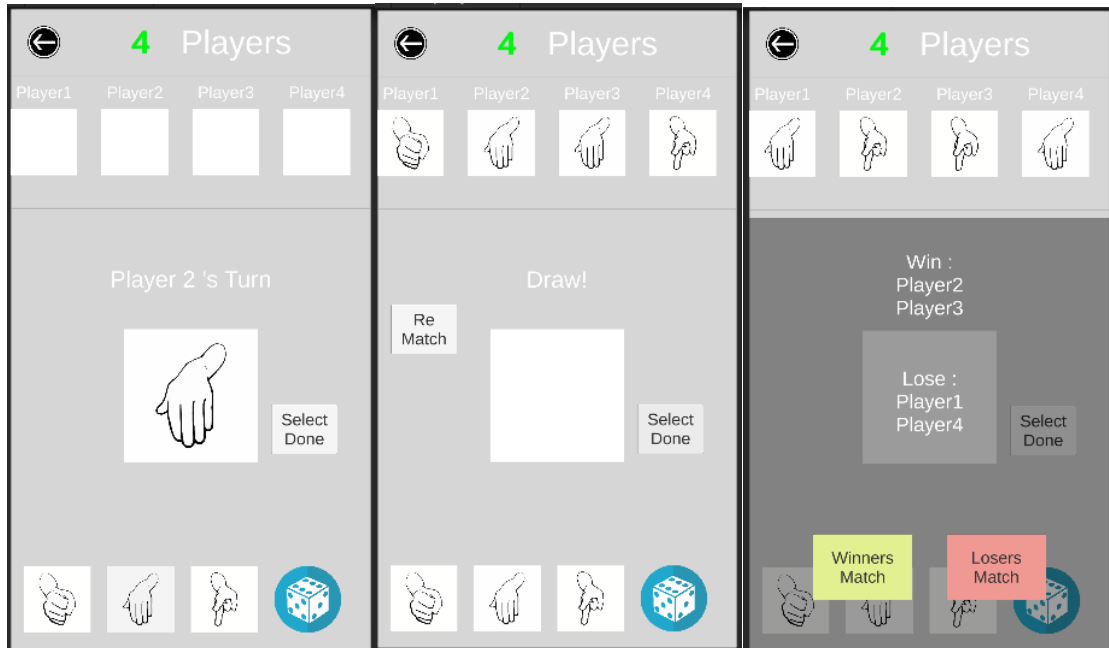 4 Players
Player1 Player2 Player3 Player4
Player 2 's Turn
Select
Done
4 Players
Player1 Player2 Player3 Player4
Draw!
Re
Match
Select
Done
4 Players
Player1 Player2 Player3 Player4
Win :
Player2
Player3
Lose :
Player1
Player4
Select
Done
Winners
Match
Losers
Match